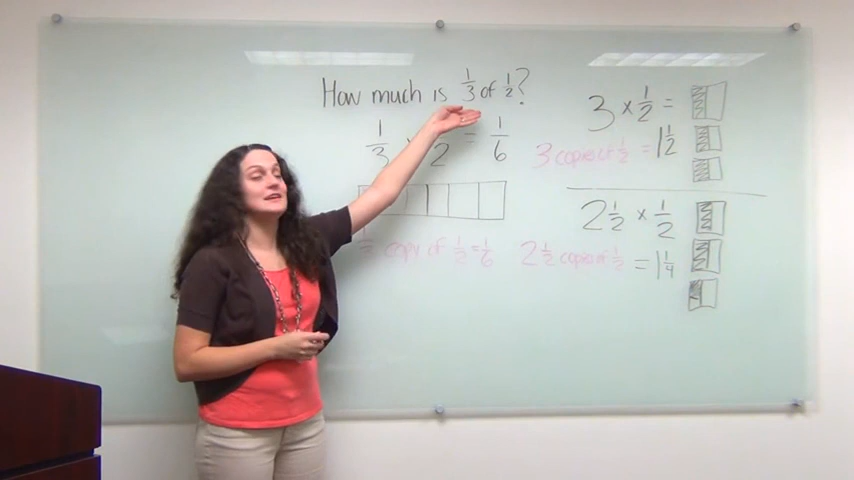 How much is 1/3 of 1/2?
1/3 × 1/2 = 1/6
copy of 1/2 = 1/6
3 × 1/2 =
3 copies of 1/2 = 1 1/2
2 1/2 × 1/2
2 1/2 copies of 1/2 = 1 1/4